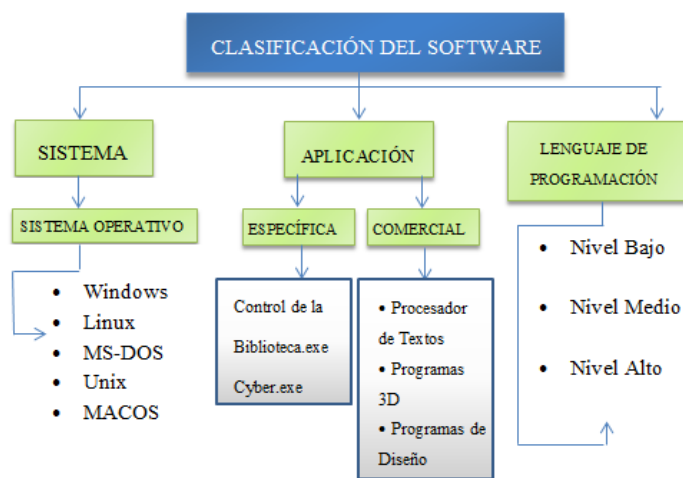 CLASIFICACIÓN DEL SOFTWARE
SISTEMA
SISTEMA OPERATIVO
• Windows
• Linux
• MS-DOS
• Unix
• MACOS
APLICACIÓN
ESPECÍFICA
Control de la
Biblioteca.exe
Cyber.exe
COMERCIAL
• Procesador
de Textos
• Programas
3D
• Programas de
Diseño
LENGUAJE DE
PROGRAMACIÓN
• Nivel Bajo
• Nivel Medio
• Nivel Alto